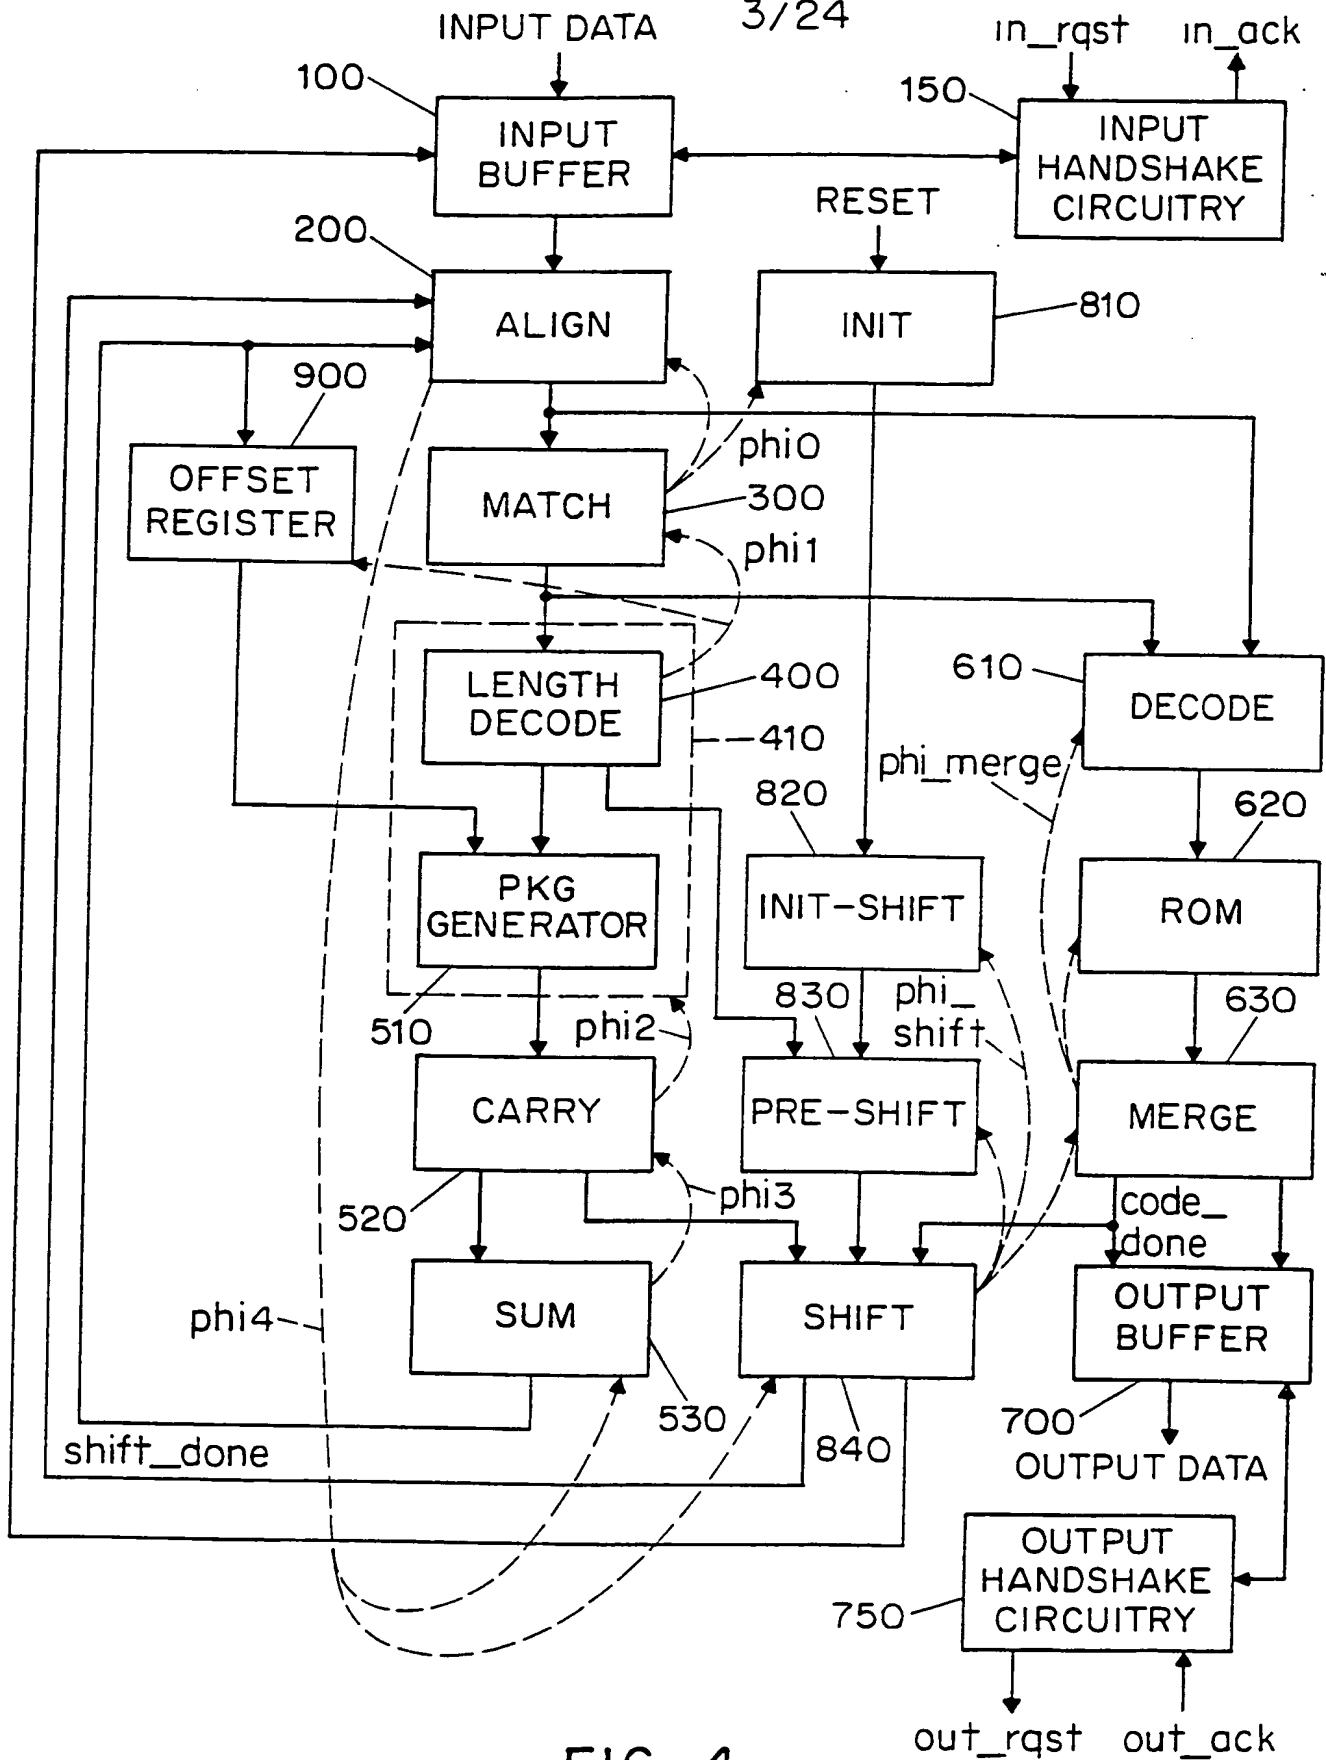 3/24
INPUT DATA
in_rqst
in_ack
100
INPUT
BUFFER
150
INPUT
HANDSHAKE
CIRCUITRY
RESET
200
ALIGN
INIT
810
900
OFFSET
REGISTER
phi0
MATCH
300
phi1
LENGTH
DECODE
400
410
610
DECODE
phi_merge
820
620
PKG
GENERATOR
INIT-SHIFT
ROM
510
phi2
830
phi_
shift
630
CARRY
PRE-SHIFT
MERGE
520
phi3
code_
done
phi4
SUM
SHIFT
OUTPUT
BUFFER
530
840
700
shift_done
OUTPUT DATA
OUTPUT
HANDSHAKE
CIRCUITRY
750
out_rqst
out_ack
FIG. 4